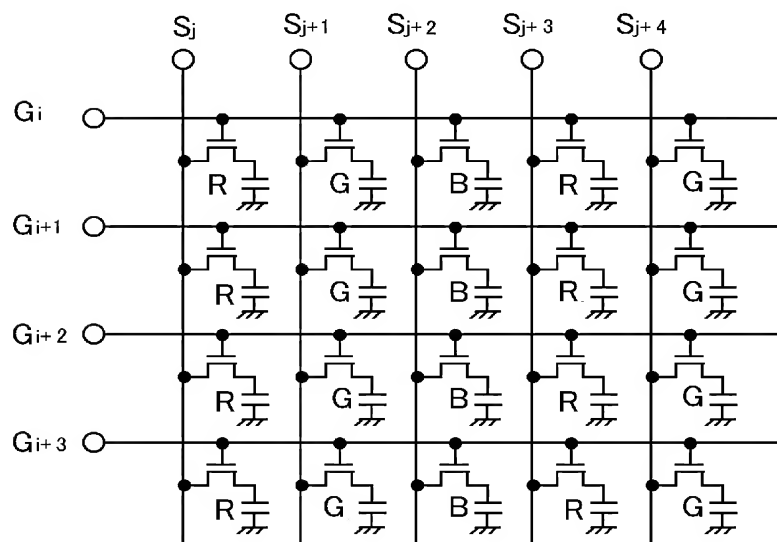 Sj Sj+1 Sj+2 Sj+3 Sj+4
Gi
R G B R G
Gi+1
R G B R G
Gi+2
R G B R G
Gi+3
R G B R G